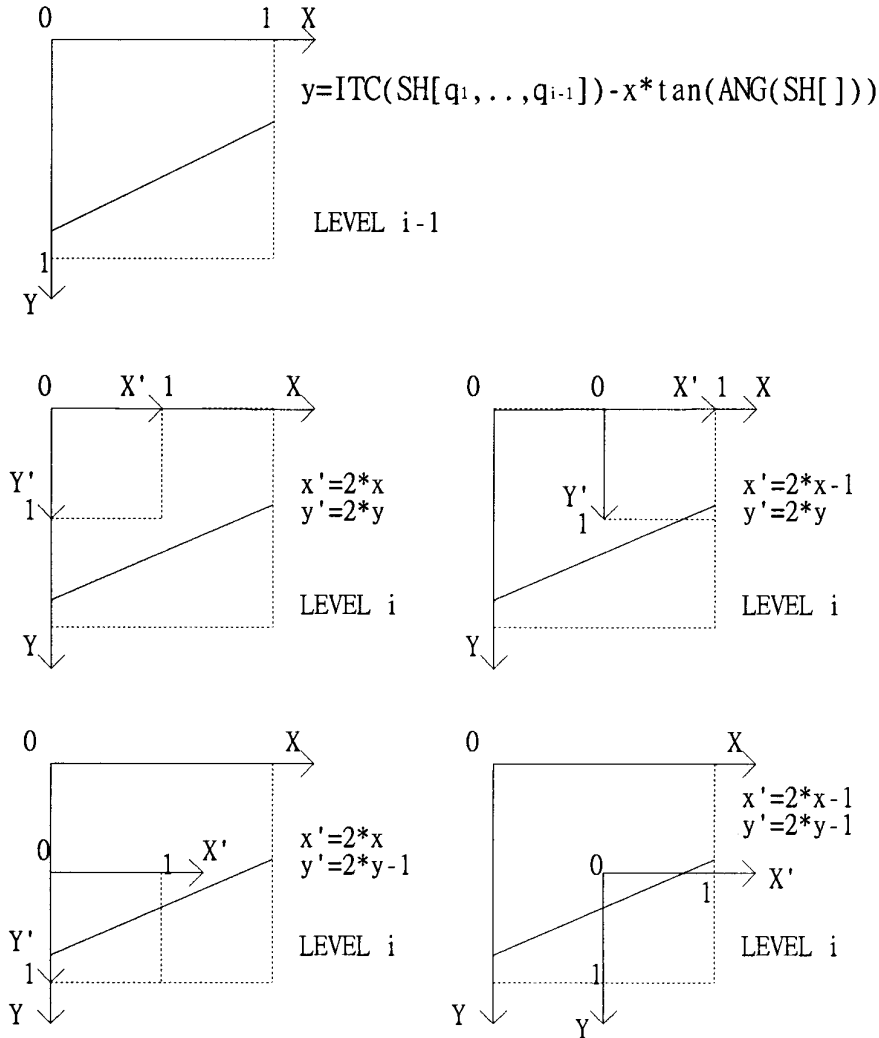 0 1 X
y=ITC(SH[q1,..,qi-1])-x*tan(ANG(SH[]))
LEVEL i-1
1
Y
0 X' 1 X
Y'
1
x'=2*x
y'=2*y
LEVEL i
Y
0 0 X' 1 X
Y'
1
x'=2*x-1
y'=2*y
LEVEL i
Y
0 X
x'=2*x
y'=2*y-1
0 1 X'
Y'
1
LEVEL i
Y
0 X
x'=2*x-1
y'=2*y-1
0 1 X'
LEVEL i
1
Y Y